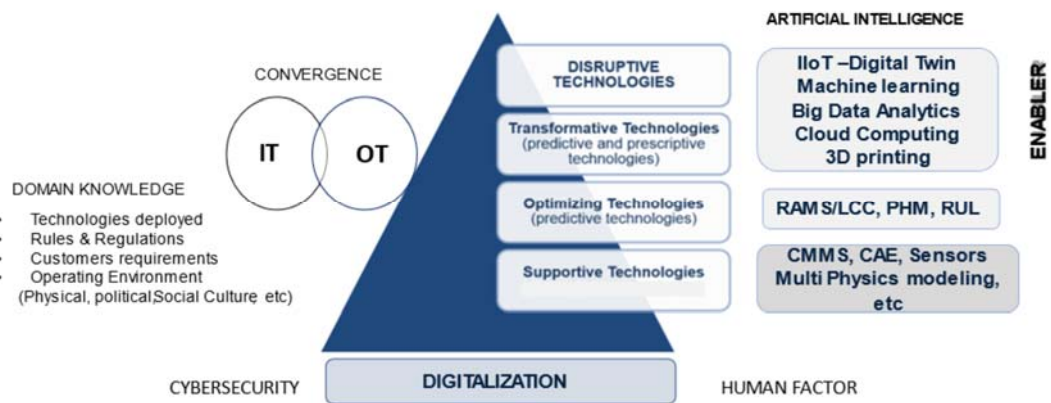 ARTIFICIAL INTELLIGENCE
CONVERGENCE
IT
OT
DOMAIN KNOWLEDGE
• Technologies deployed
• Rules & Regulations
• Customers requirements
• Operating Environment
(Physical, political,Social Culture, etc)
DISRUPTIVE
TECHNOLOGIES
Transformative Technologies
(predictive and prescriptive
technologies)
Optimizing Technologies
(predictive technologies)
Supportive Technologies
IIoT –Digital Twin
Machine learning
Big Data Analytics
Cloud Computing
3D printing
RAMS/LCC, PHM, RUL
CMMS, CAE, Sensors
Multi Physics modeling,
etc
ENABLER
CYBERSECURITY
DIGITALIZATION
HUMAN FACTOR